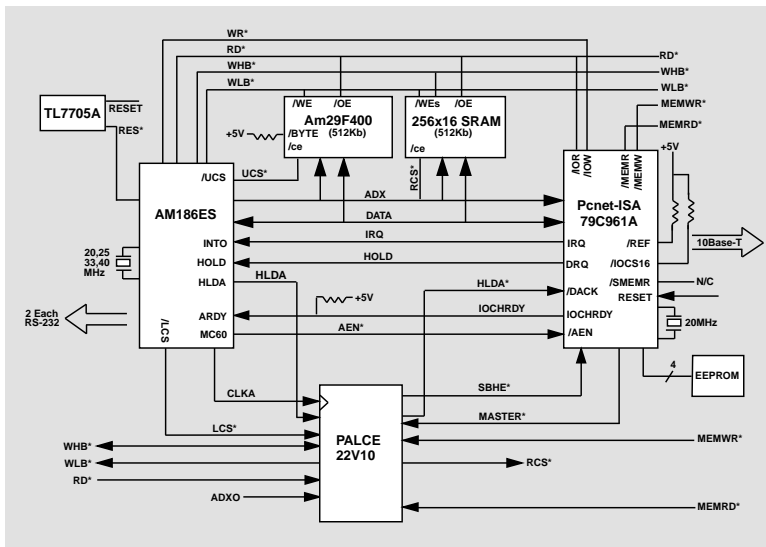 WR*
RD*
WHB*
WLB*
RD*
WHB*
WLB*
MEMWR*
MEMRD*
TL7705A
RESET
RES*
/WE /OE
Am29F400
(512Kb)
+5V
/BYTE
/ce
/WEs /OE
256x16 SRAM
(512Kb)
/ce
UCS*
RCS*
/UCS
AM186ES
INTO
HOLD
HLDA
ARDY
MC60
/LCS
20,25
33,40
MHz
2 Each
RS-232
ADX
DATA
IRQ
HOLD
HLDA
HLDA*
+5V
IOCHRDY
AEN*
/IOR
/IOW
/MEMR
/MEMW
+5V
Pcnet-ISA
79C961A
IRQ
/REF
DRQ
/IOCS16
/SMEMR
/DACK
RESET
IOCHRDY
/AEN
10Base-T
N/C
20MHz
4
EEPROM
CLKA
LCS*
PALCE
22V10
SBHE*
MASTER*
WHB*
WLB*
RD*
ADXO
MEMWR*
RCS*
MEMRD*